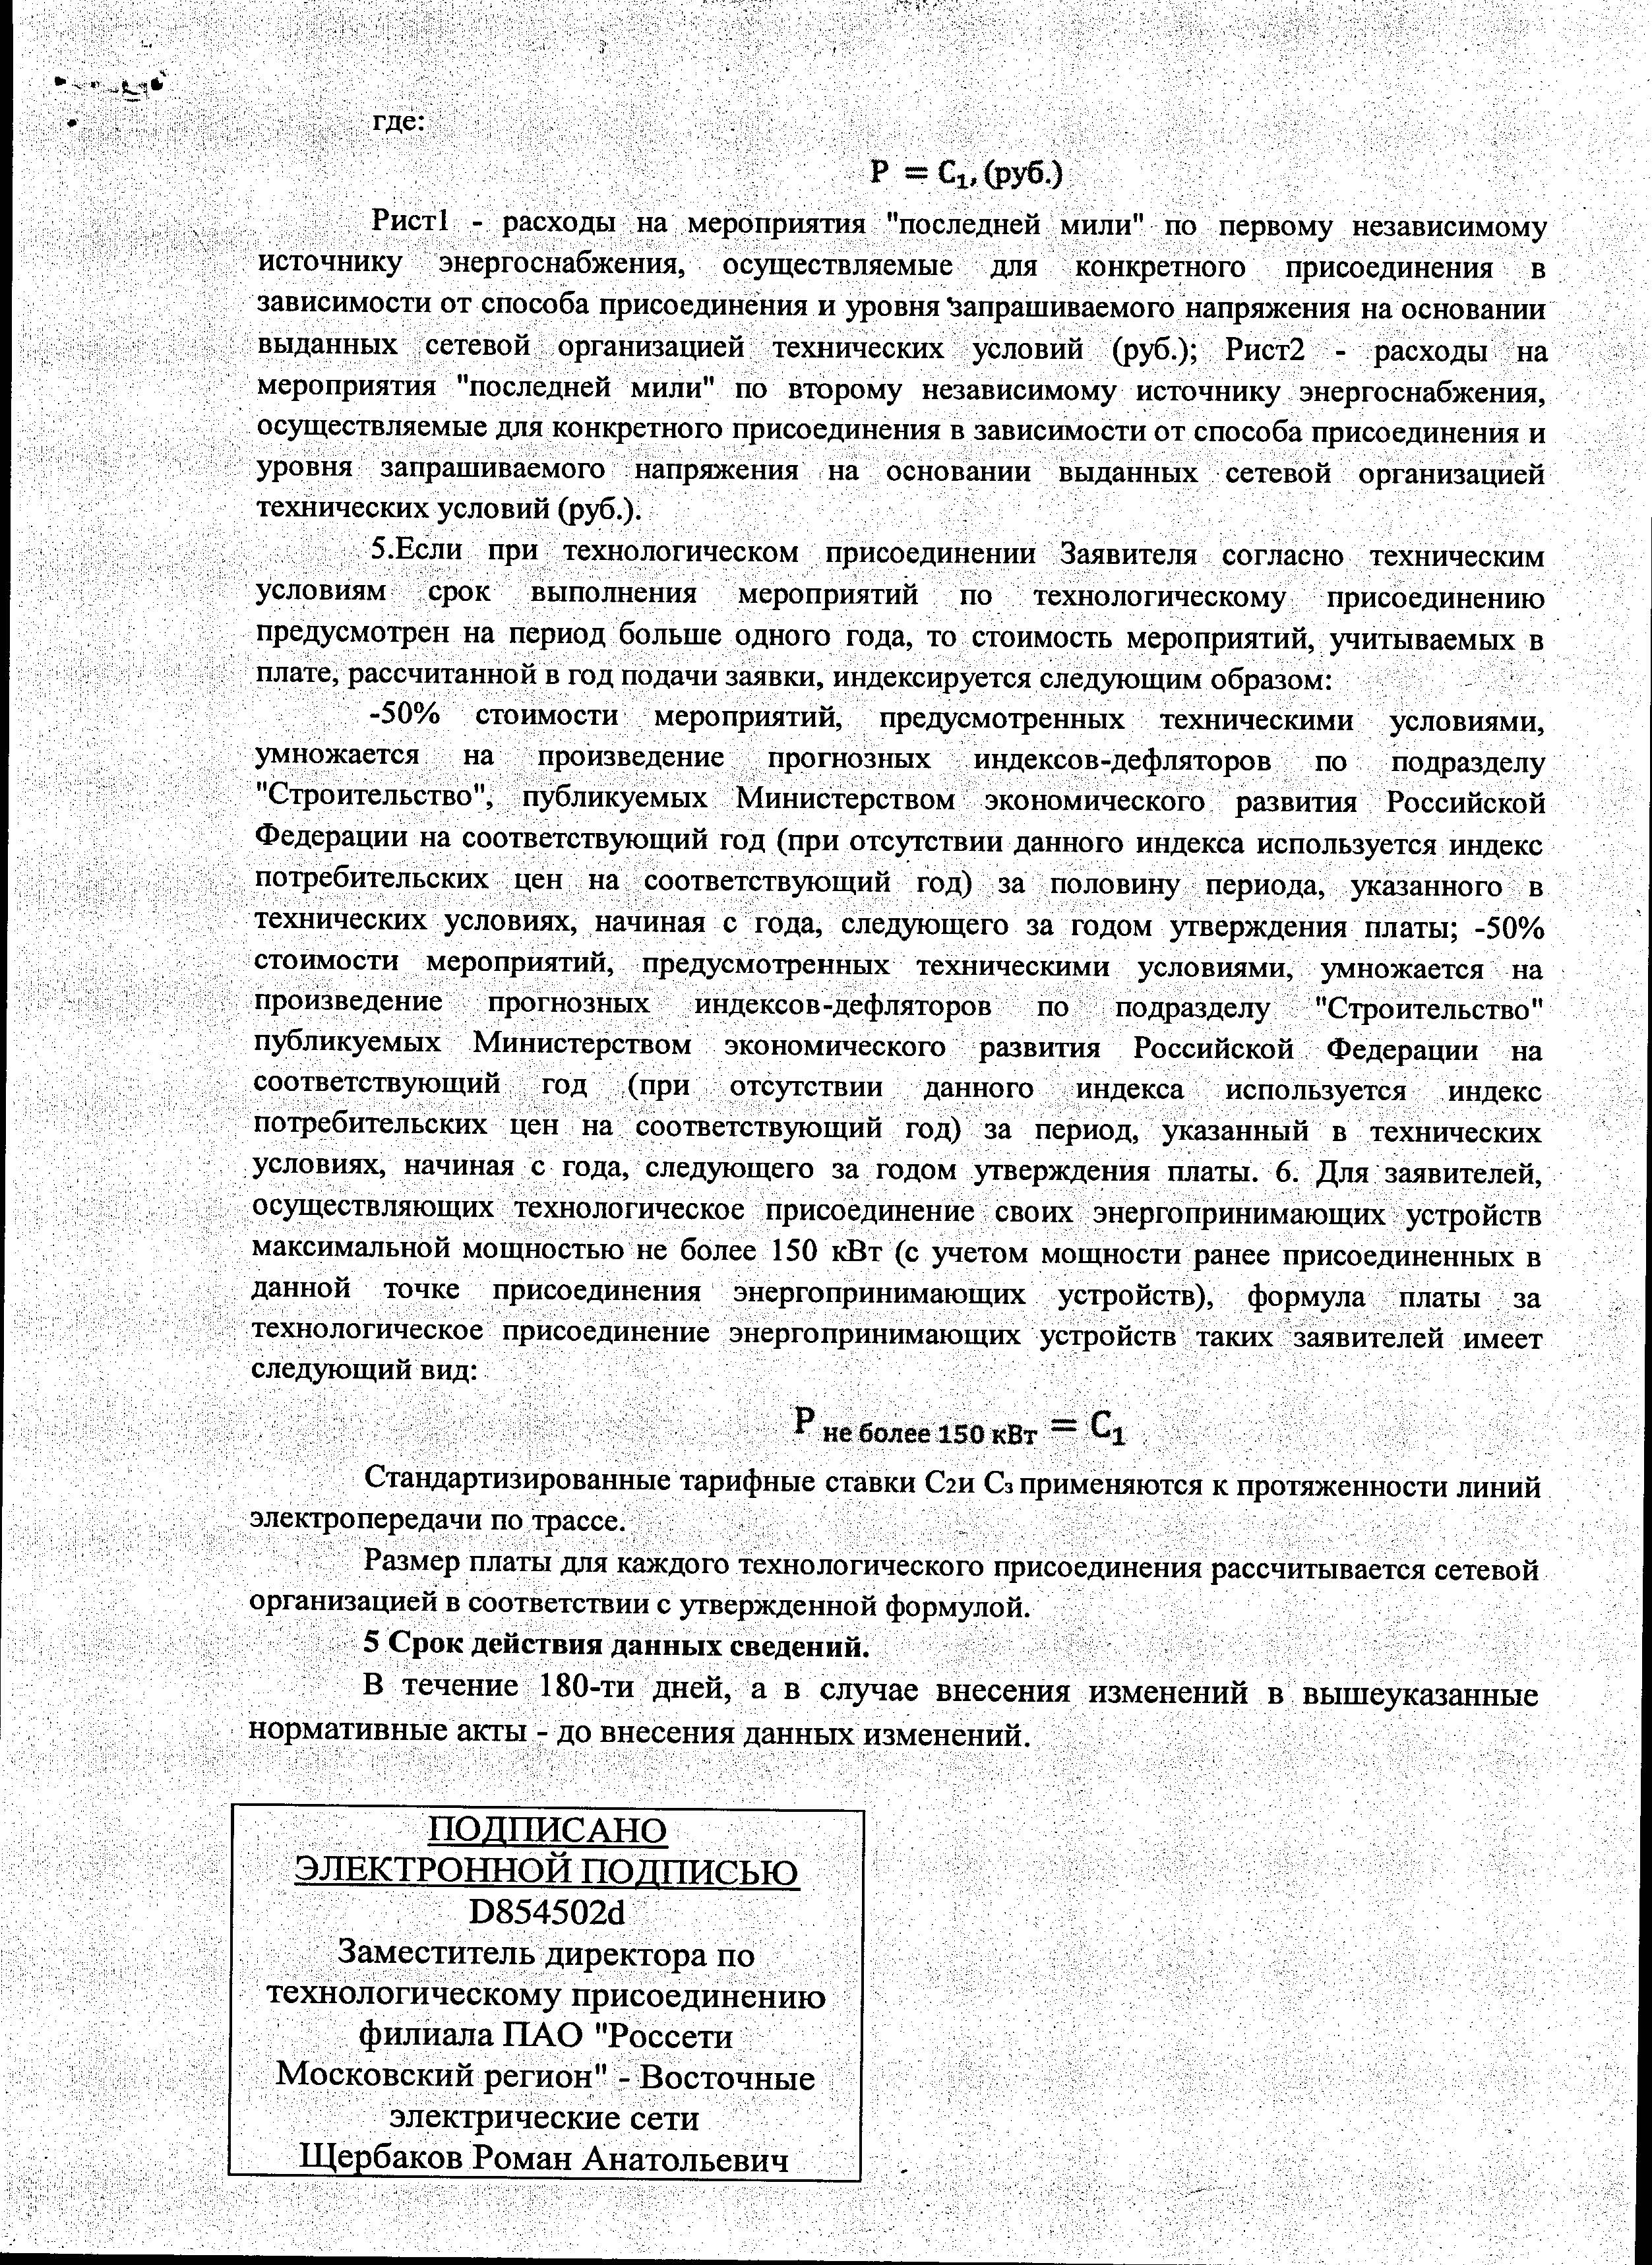 где:
P = C₁, (руб.)
Рист1 - расходы на мероприятия "последней мили" по первому независимому
источнику энергоснабжения, осуществляемые для конкретного присоединения в
зависимости от способа присоединения и уровня запрашиваемого напряжения на основании
выданных сетевой организацией технических условий (руб.); Рист2 - расходы на
мероприятия "последней мили" по второму независимому источнику энергоснабжения,
осуществляемые для конкретного присоединения в зависимости от способа присоединения и
уровня запрашиваемого напряжения на основании выданных сетевой организацией
технических условий (руб.).
5.Если при технологическом присоединении Заявителя согласно техническим
условиям срок выполнения мероприятий по технологическому присоединению
предусмотрен на период больше одного года, то стоимость мероприятий, учитываемых в
плате, рассчитанной в год подачи заявки, индексируется следующим образом:
-50% стоимости мероприятий, предусмотренных техническими условиями,
умножается на произведение прогнозных индексов-дефляторов по подразделу
"Строительство", публикуемых Министерством экономического развития Российской
Федерации на соответствующий год (при отсутствии данного индекса используется индекс
потребительских цен на соответствующий год) за половину периода, указанного в
технических условиях, начиная с года, следующего за годом утверждения платы; -50%
стоимости мероприятий, предусмотренных техническими условиями, умножается на
произведение прогнозных индексов-дефляторов по подразделу "Строительство"
публикуемых Министерством экономического развития Российской Федерации на
соответствующий год (при отсутствии данного индекса используется индекс
потребительских цен на соответствующий год) за период, указанный в технических
условиях, начиная с года, следующего за годом утверждения платы. 6. Для заявителей,
осуществляющих технологическое присоединение своих энергопринимающих устройств
максимальной мощностью не более 150 кВт (с учетом мощности ранее присоединенных в
данной точке присоединения энергопринимающих устройств), формула платы за
технологическое присоединение энергопринимающих устройств таких заявителей имеет
следующий вид:
P не более 150 кВт = C₁
Стандартизированные тарифные ставки С₂и С₃ применяются к протяженности линий
электропередачи по трассе.
Размер платы для каждого технологического присоединения рассчитывается сетевой
организацией в соответствии с утвержденной формулой.
5 Срок действия данных сведений.
В течение 180-ти дней, а в случае внесения изменений в вышеуказанные
нормативные акты - до внесения данных изменений.
ПОДПИСАНО
ЭЛЕКТРОННОЙ ПОДПИСЬЮ
D854502d
Заместитель директора по
технологическому присоединению
филиала ПАО "Россети
Московский регион" - Восточные
электрические сети
Щербаков Роман Анатольевич